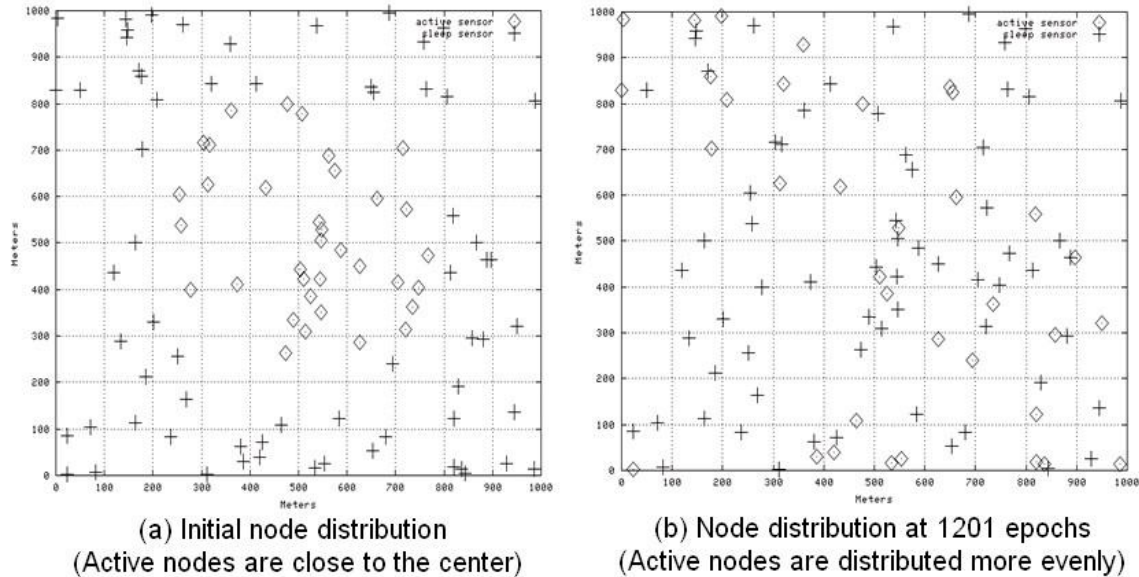 1000
900
800
700
600
500
400
300
200
100
0
Meters
active sensor
sleep sensor
0 100 200 300 400 500 600 700 800 900 1000
Meters
(a) Initial node distribution
(Active nodes are close to the center)
1000
900
800
700
600
500
400
300
200
100
0
Meters
active sensor
sleep sensor
0 100 200 300 400 500 600 700 800 900 1000
Meters
(b) Node distribution at 1201 epochs
(Active nodes are distributed more evenly)